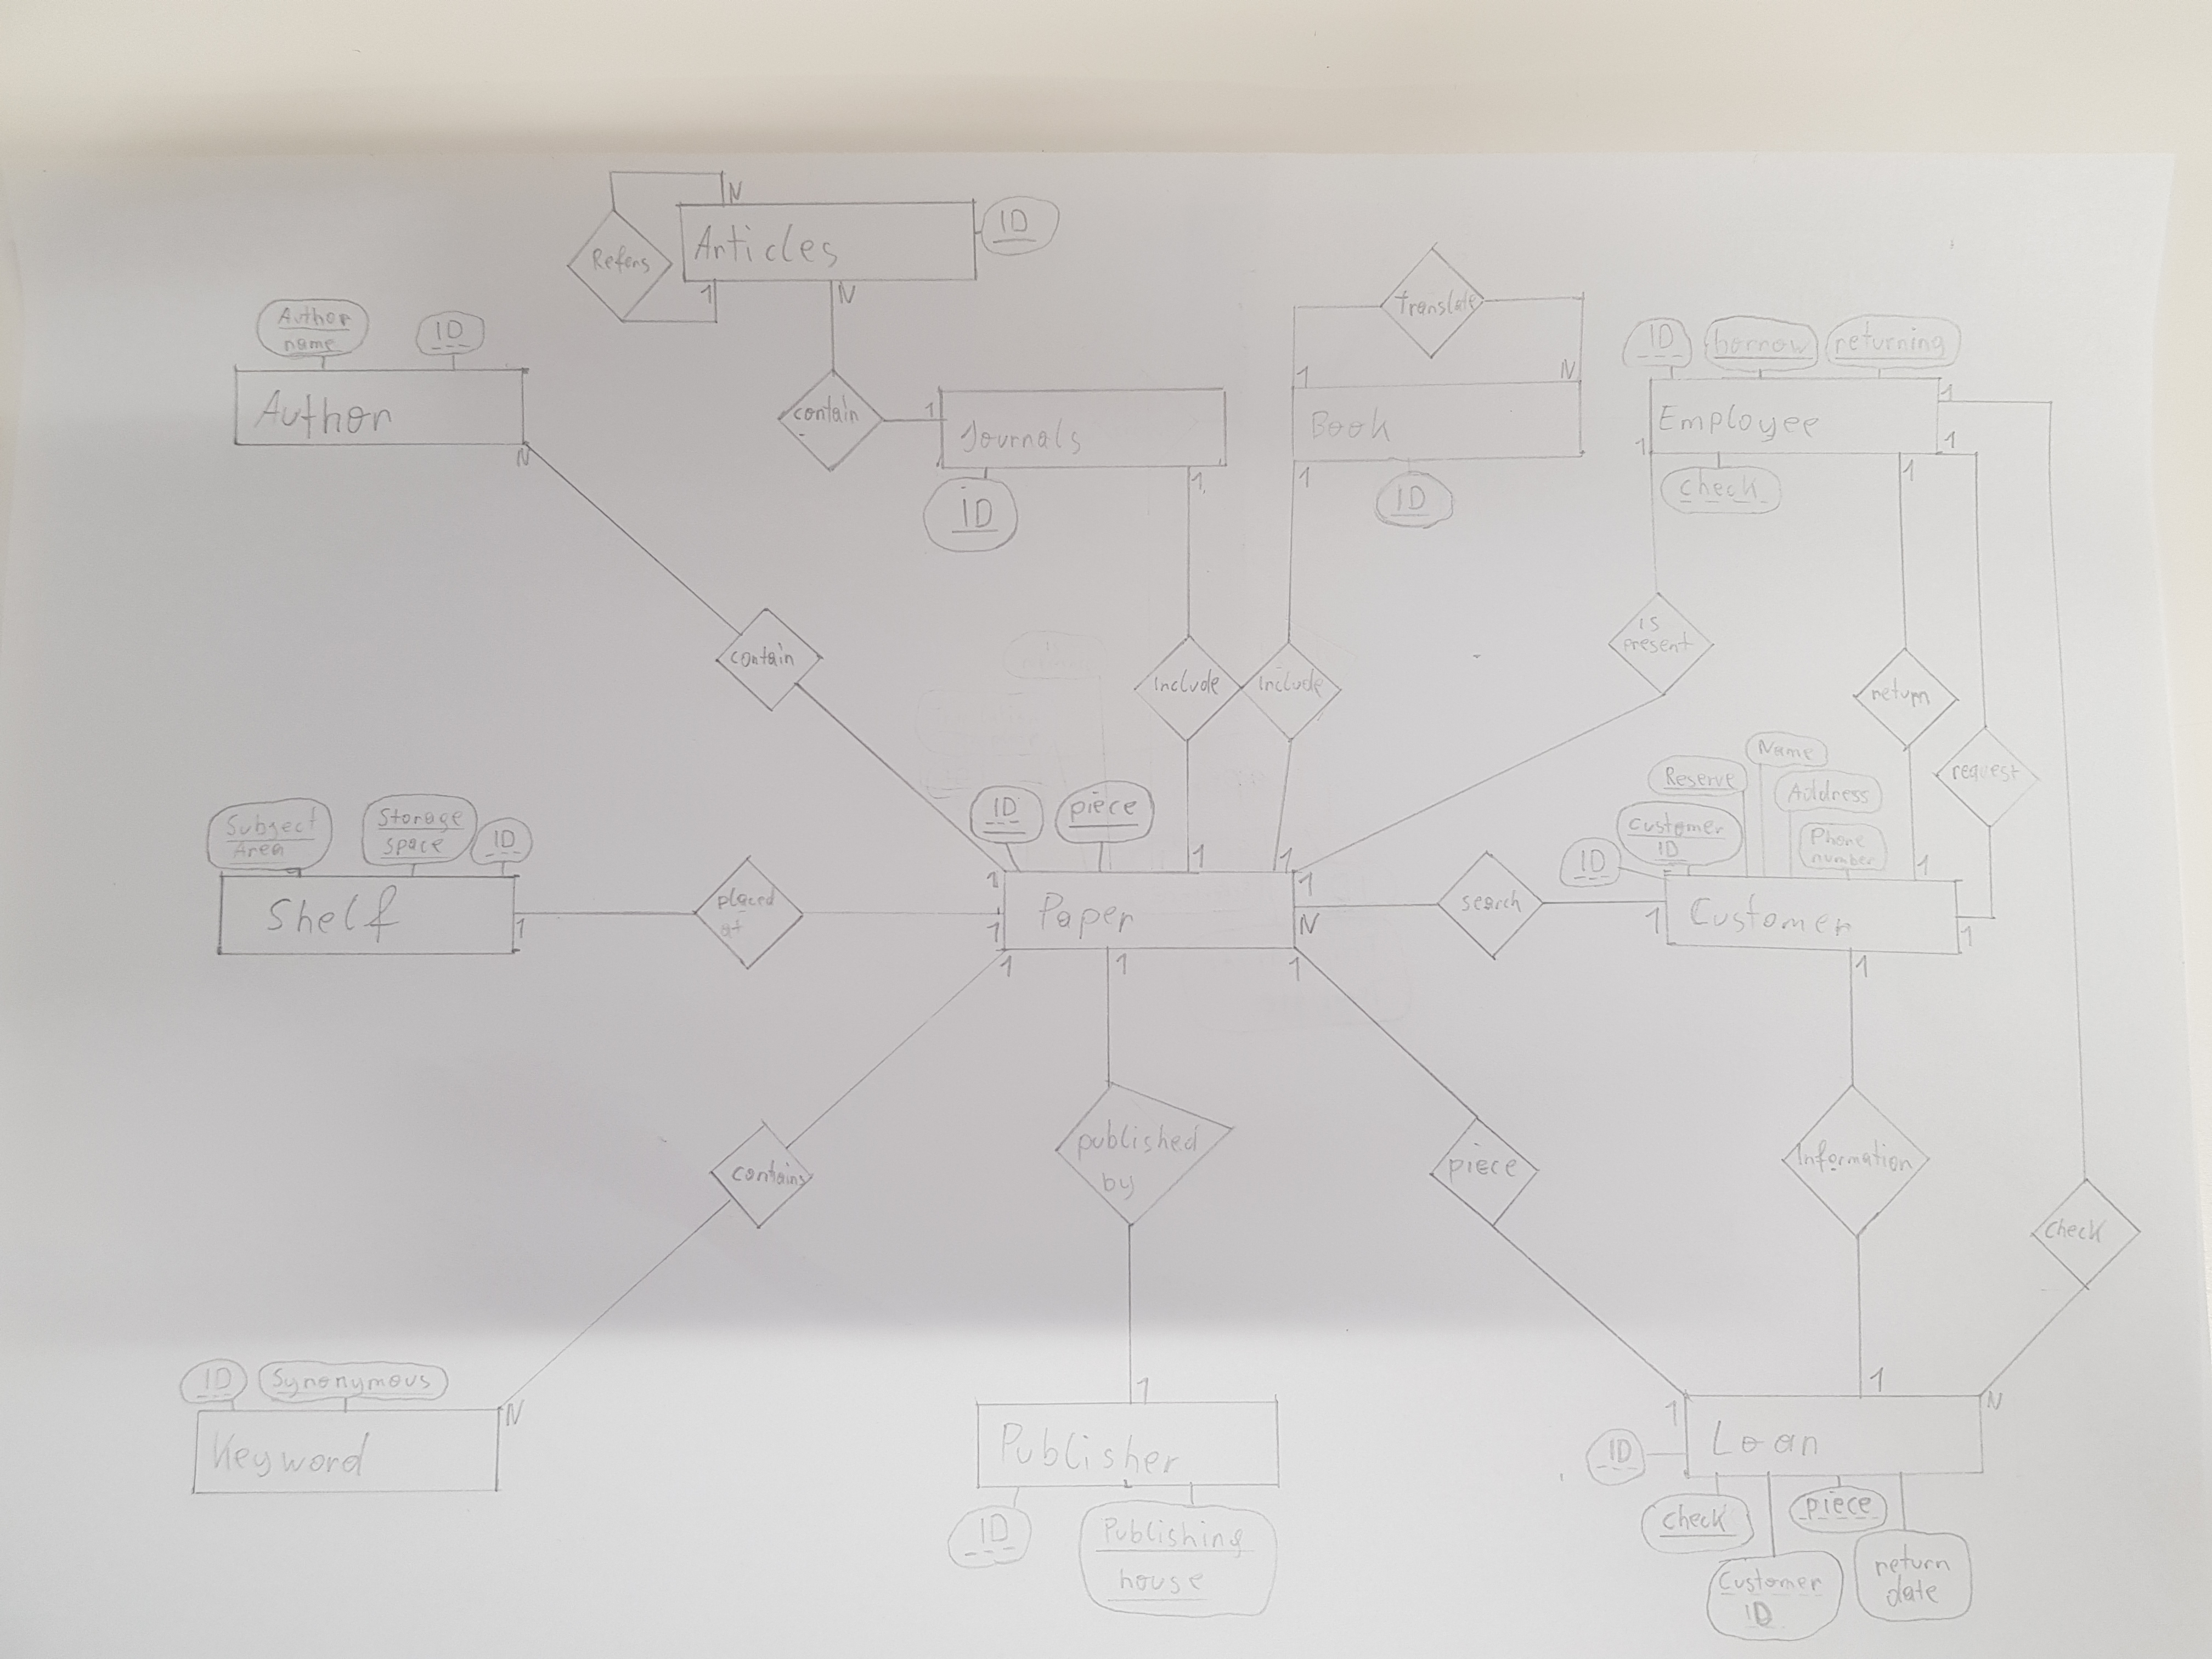 Author
name
ID
Author
N
Refers
1
N
Articles
ID
N
contain
1
Journals
ID
contain
1
Subject
Area
Storage
space
ID
Shelf
1
placed
at
1
ID
Synonymous
Keyword
N
contains
1
ID
piece
Paper
Include
1
1
Include
1
1
Book
ID
1
translate
N
1
published
by
1
Publisher
ID
Publishing
house
1
piece
1
N
search
1
1
is
present
1
ID
borrow
returning
Employee
check
ID
customer
ID
Reserve
Name
Address
Phone
number
Customer
1
return
1
1
request
1
1
Information
1
Loan
ID
check
Customer
ID
piece
return
date
N
Check
1